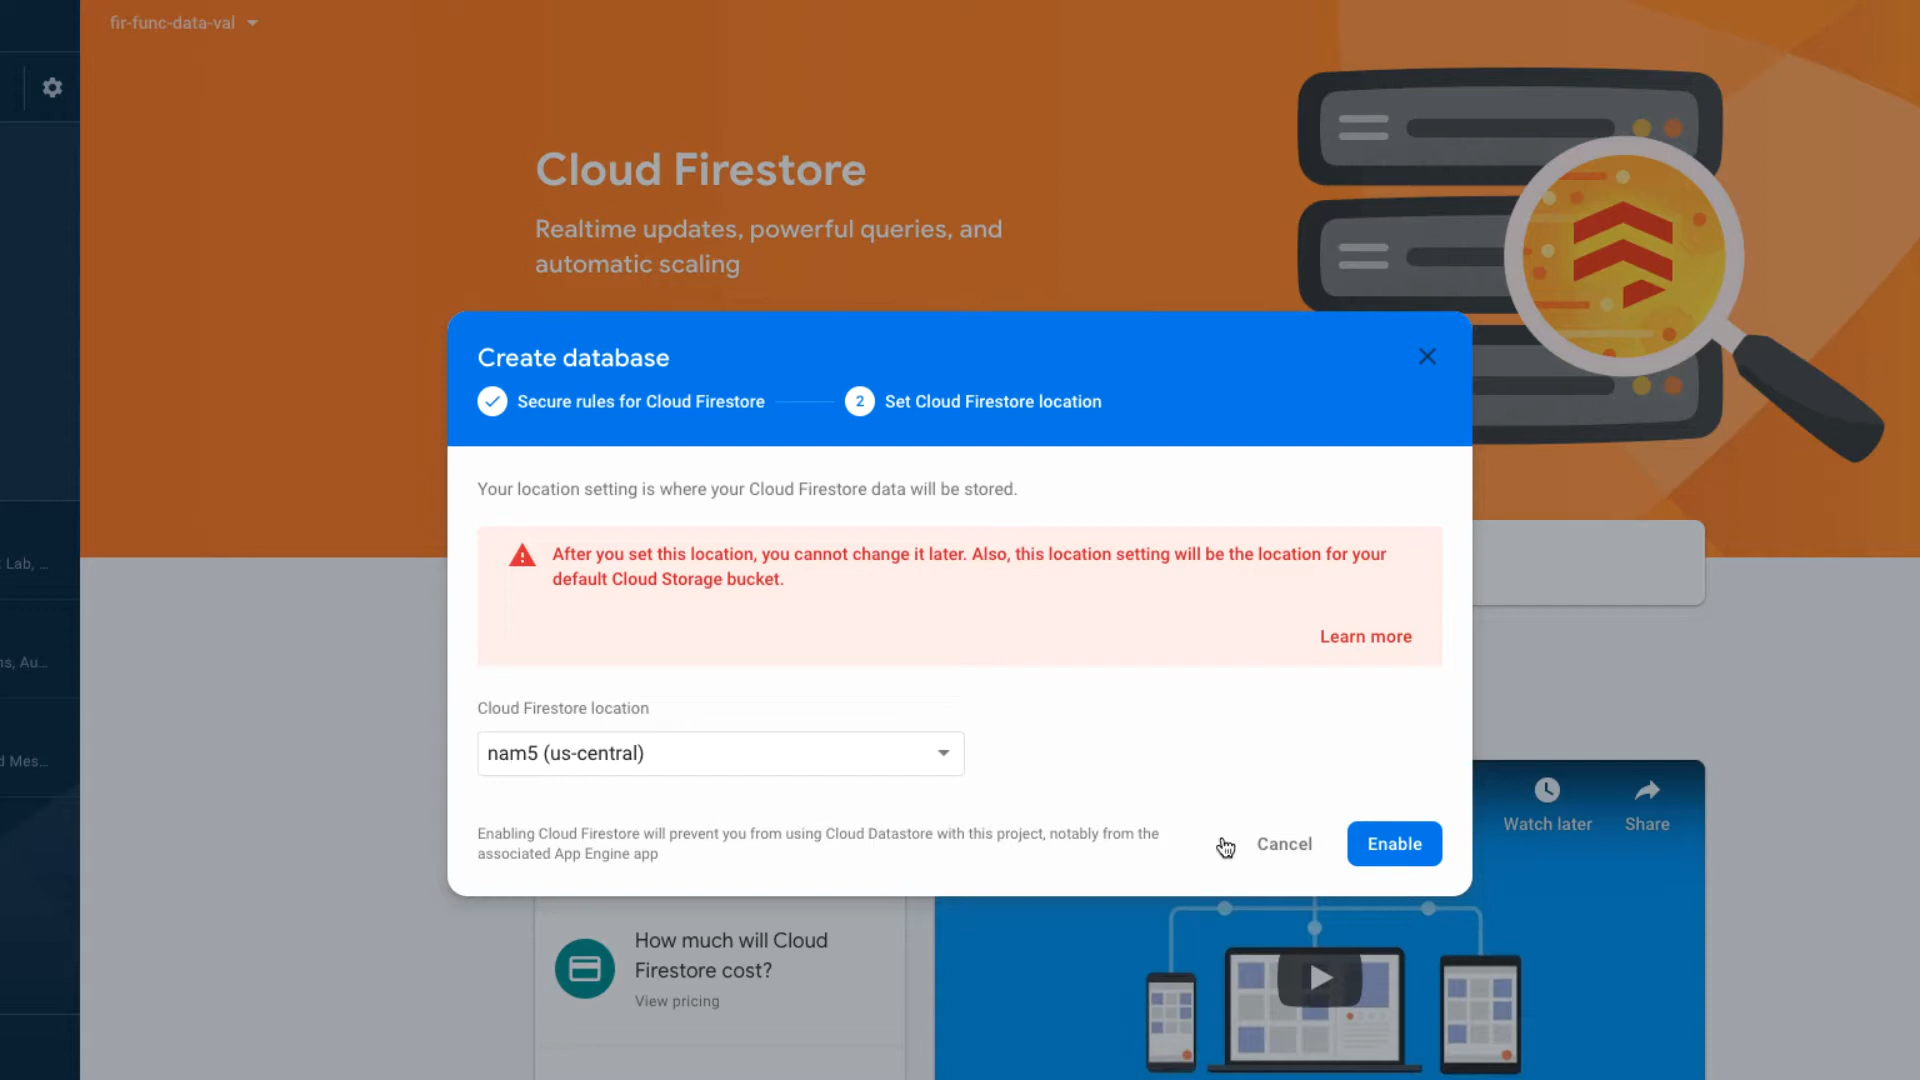 fir-func-data-val
Cloud Firestore
Realtime updates, powerful queries, and
automatic scaling
Create database
Secure rules for Cloud Firestore
2 Set Cloud Firestore location
Your location setting is where your Cloud Firestore data will be stored.
After you set this location, you cannot change it later. Also, this location setting will be the location for your
default Cloud Storage bucket.
Learn more
Cloud Firestore location
nam5 (us-central)
Enabling Cloud Firestore will prevent you from using Cloud Datastore with this project, notably from the
associated App Engine app
Cancel
Enable
Lab, ...
ns, Au...
d Mes...
Watch later
Share
How much will Cloud
Firestore cost?
View pricing